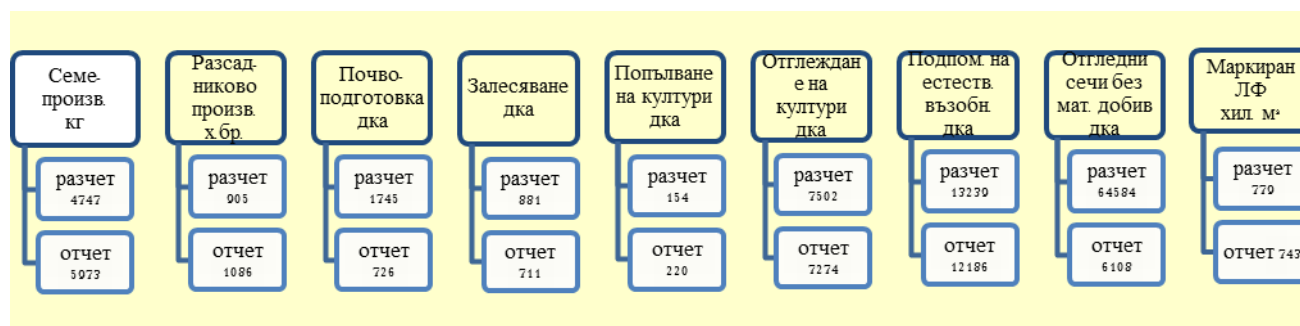 Семе-
произв.
кг
разчет
4747
отчет
5973
Разсад-
никово
произв.
х.бр.
разчет
905
отчет
1086
Почво-
подготовка
дка
разчет
1745
отчет
726
Залесяване
дка
разчет
881
отчет
711
Попълване
на култури
дка
разчет
154
отчет
220
Отглеждан
е на
култури
дка
разчет
7502
отчет
7274
Подпом. на
естеств.
възобн.
дка
разчет
13239
отчет
12186
Отгледни
сечи без
мат. добив
дка
разчет
64584
отчет
6108
Маркиран
ЛФ
хил. м³
разчет
779
отчет 743